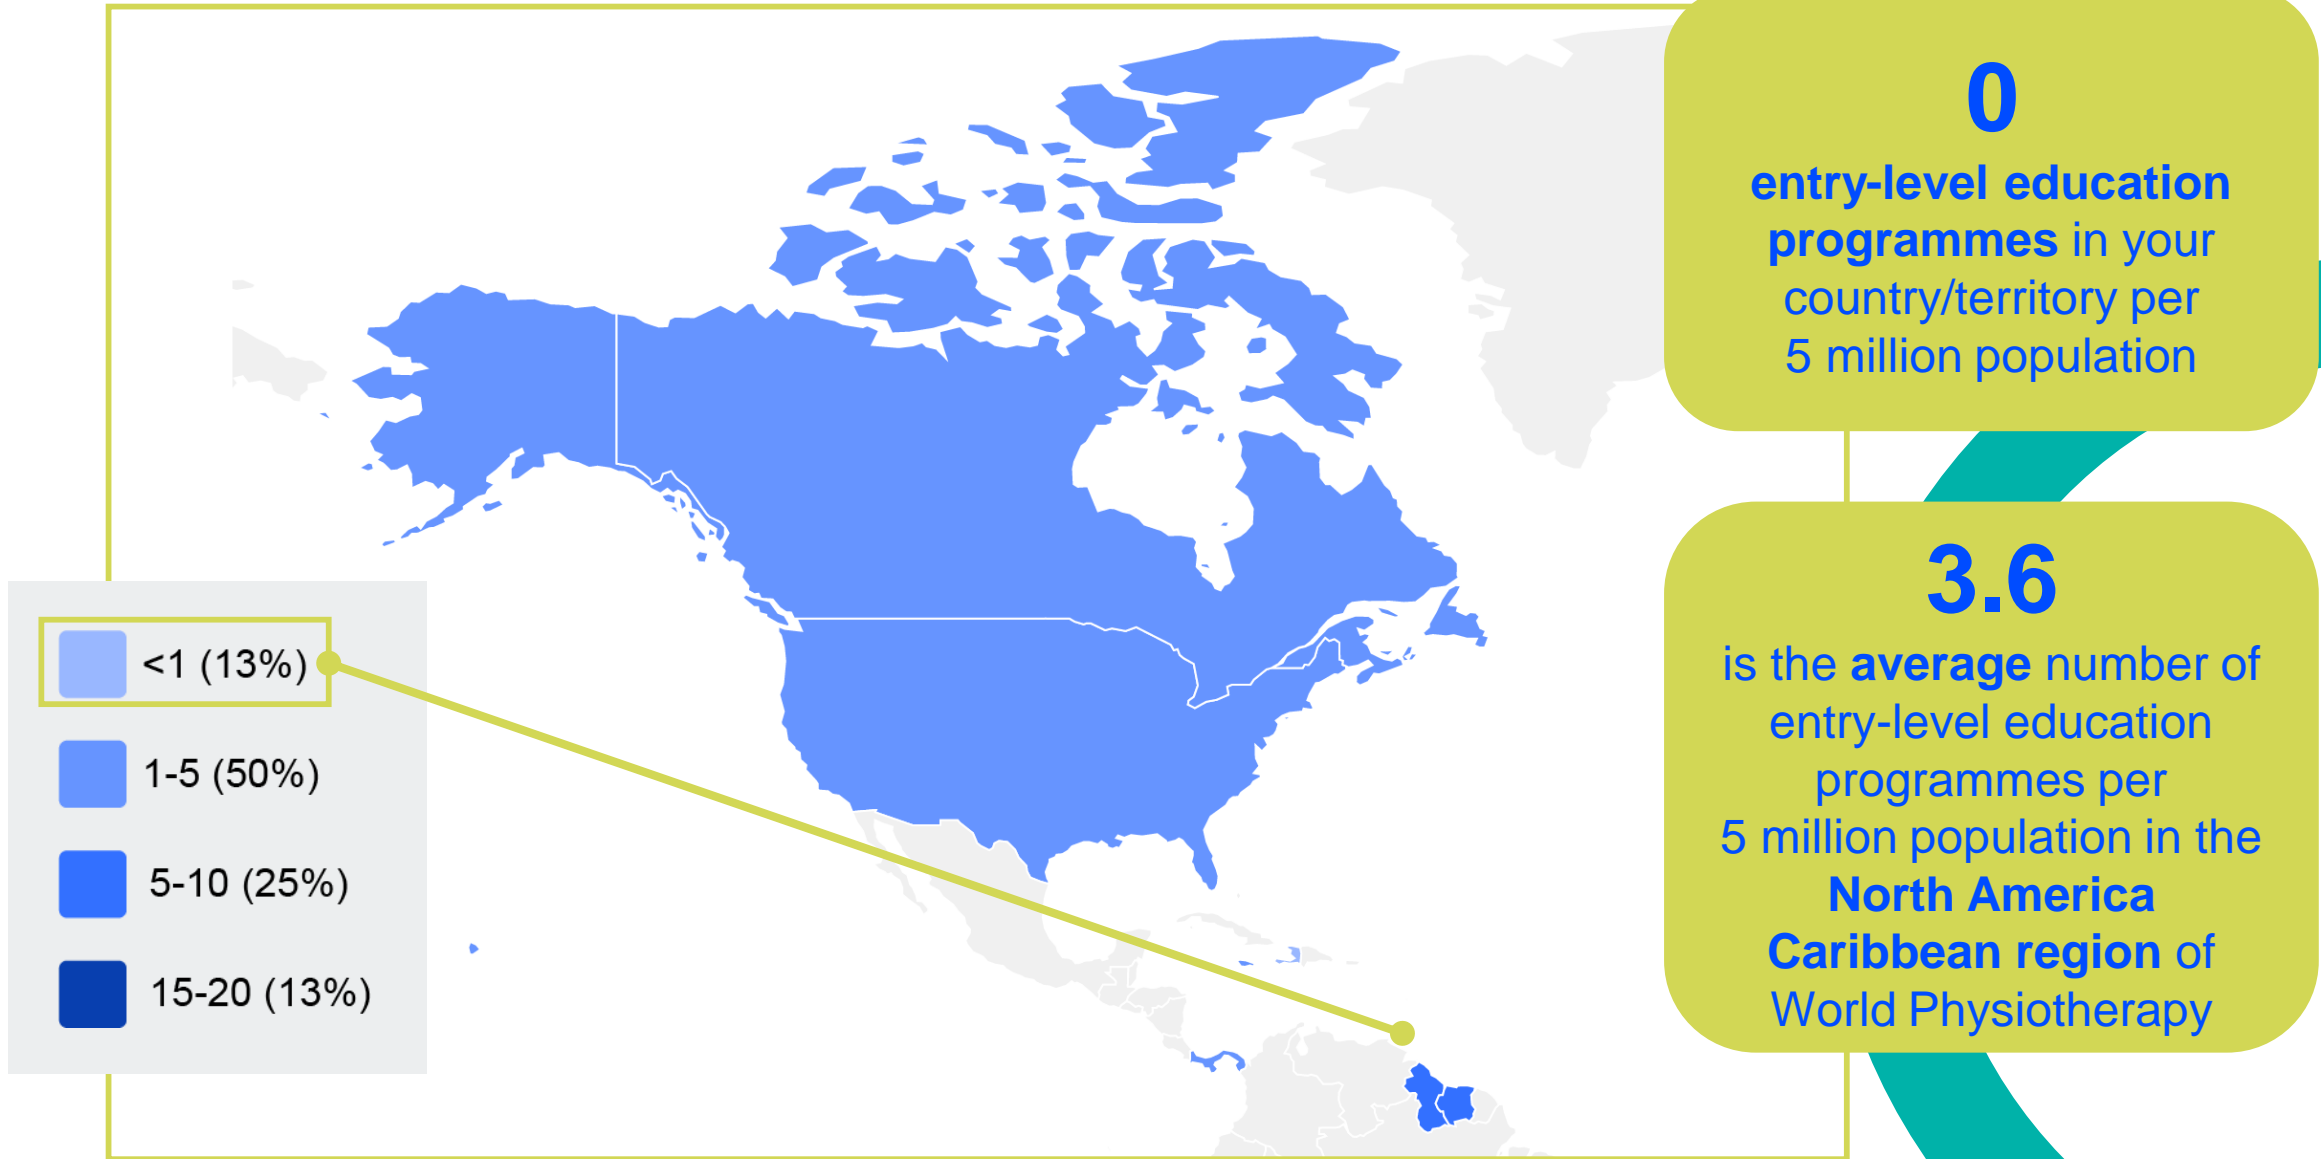 0
entry-level education
programmes in your
country/territory per
5 million population
3.6
is the average number of
entry-level education
programmes per
5 million population in the
North America
Caribbean region of
World Physiotherapy
<1 (13%)
1-5 (50%)
5-10 (25%)
15-20 (13%)